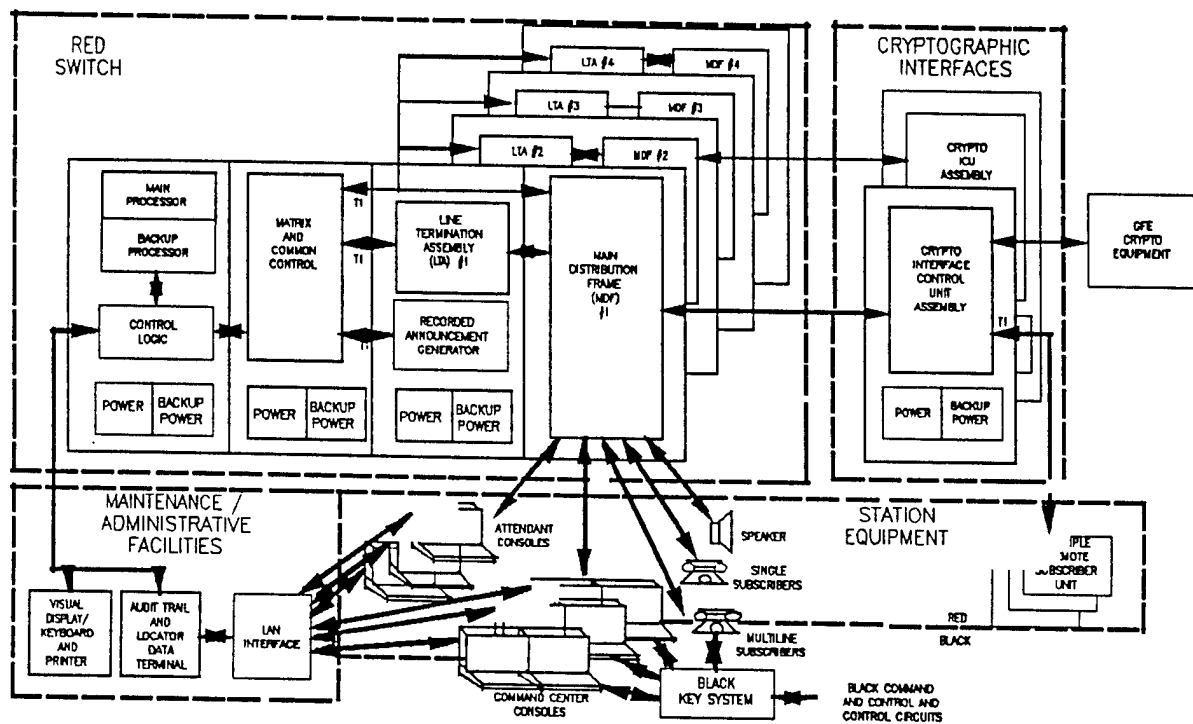 RED
SWITCH
CRYPTOGRAPHIC
INTERFACES
LTA #4
MDF #4
LTA #3
MDF #3
LTA #2
MDF #2
CRYPTO
ICU
ASSEMBLY
MAIN
PROCESSOR
BACKUP
PROCESSOR
CONTROL
LOGIC
MATRIX
AND
COMMON
CONTROL
T1
T1
LINE
TERMINATION
ASSEMBLY
(LTA) #1
RECORDED
ANNOUNCEMENT
GENERATOR
MAIN
DISTRIBUTION
FRAME
(MDF)
#1
CRYPTO
INTERFACE
CONTROL
UNIT
ASSEMBLY
T1
GFE
CRYPTO
EQUIPMENT
POWER
BACKUP
POWER
POWER
BACKUP
POWER
POWER
BACKUP
POWER
POWER
BACKUP
POWER
MAINTENANCE /
ADMINISTRATIVE
FACILITIES
ATTENDANT
CONSOLES
SPEAKER
SINGLE
SUBSCRIBERS
STATION
EQUIPMENT
IPLE
MOTE
SUBSCRIBER
UNIT
VISUAL
DISPLAY/
KEYBOARD
AND
PRINTER
AUDIT TRAIL
AND
LOCATOR
DATA
TERMINAL
LAN
INTERFACE
RED
BLACK
MULTILINE
SUBSCRIBERS
COMMAND CENTER
CONSOLES
BLACK
KEY SYSTEM
BLACK COMMAND
AND CONTROL AND
CONTROL CIRCUITS